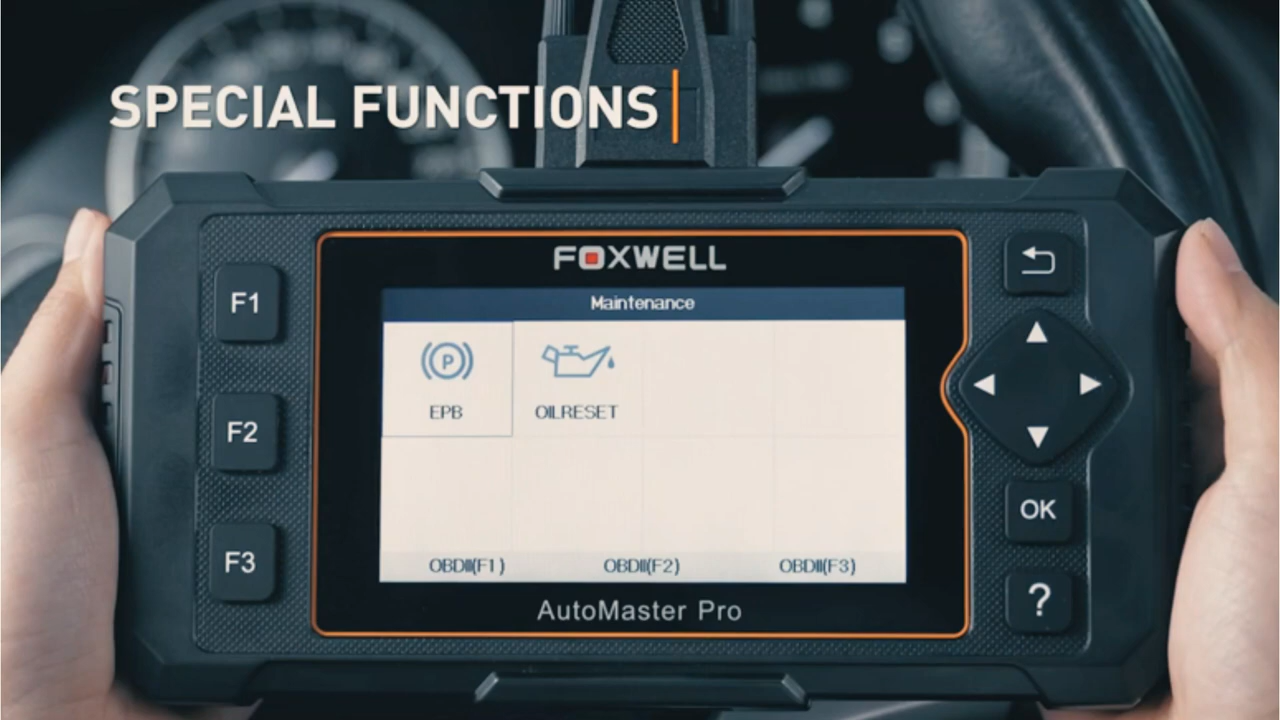 SPECIAL FUNCTIONS
FOXWELL
Maintenance
P
EPB
OILRESET
OBDII(F1) OBDII(F2) OBDII(F3)
AutoMaster Pro
F1
F2
F3
OK
?